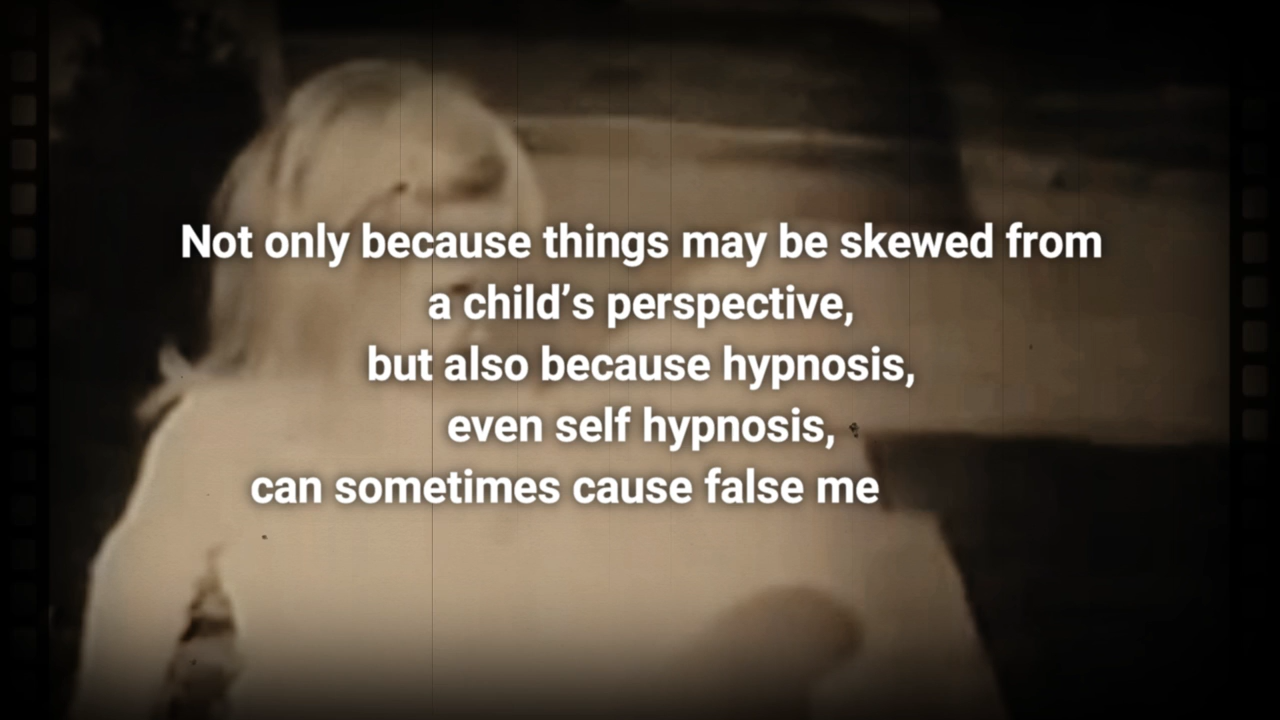 Not only because things may be skewed from
a child’s perspective,
but also because hypnosis,
even self hypnosis,
can sometimes cause false me